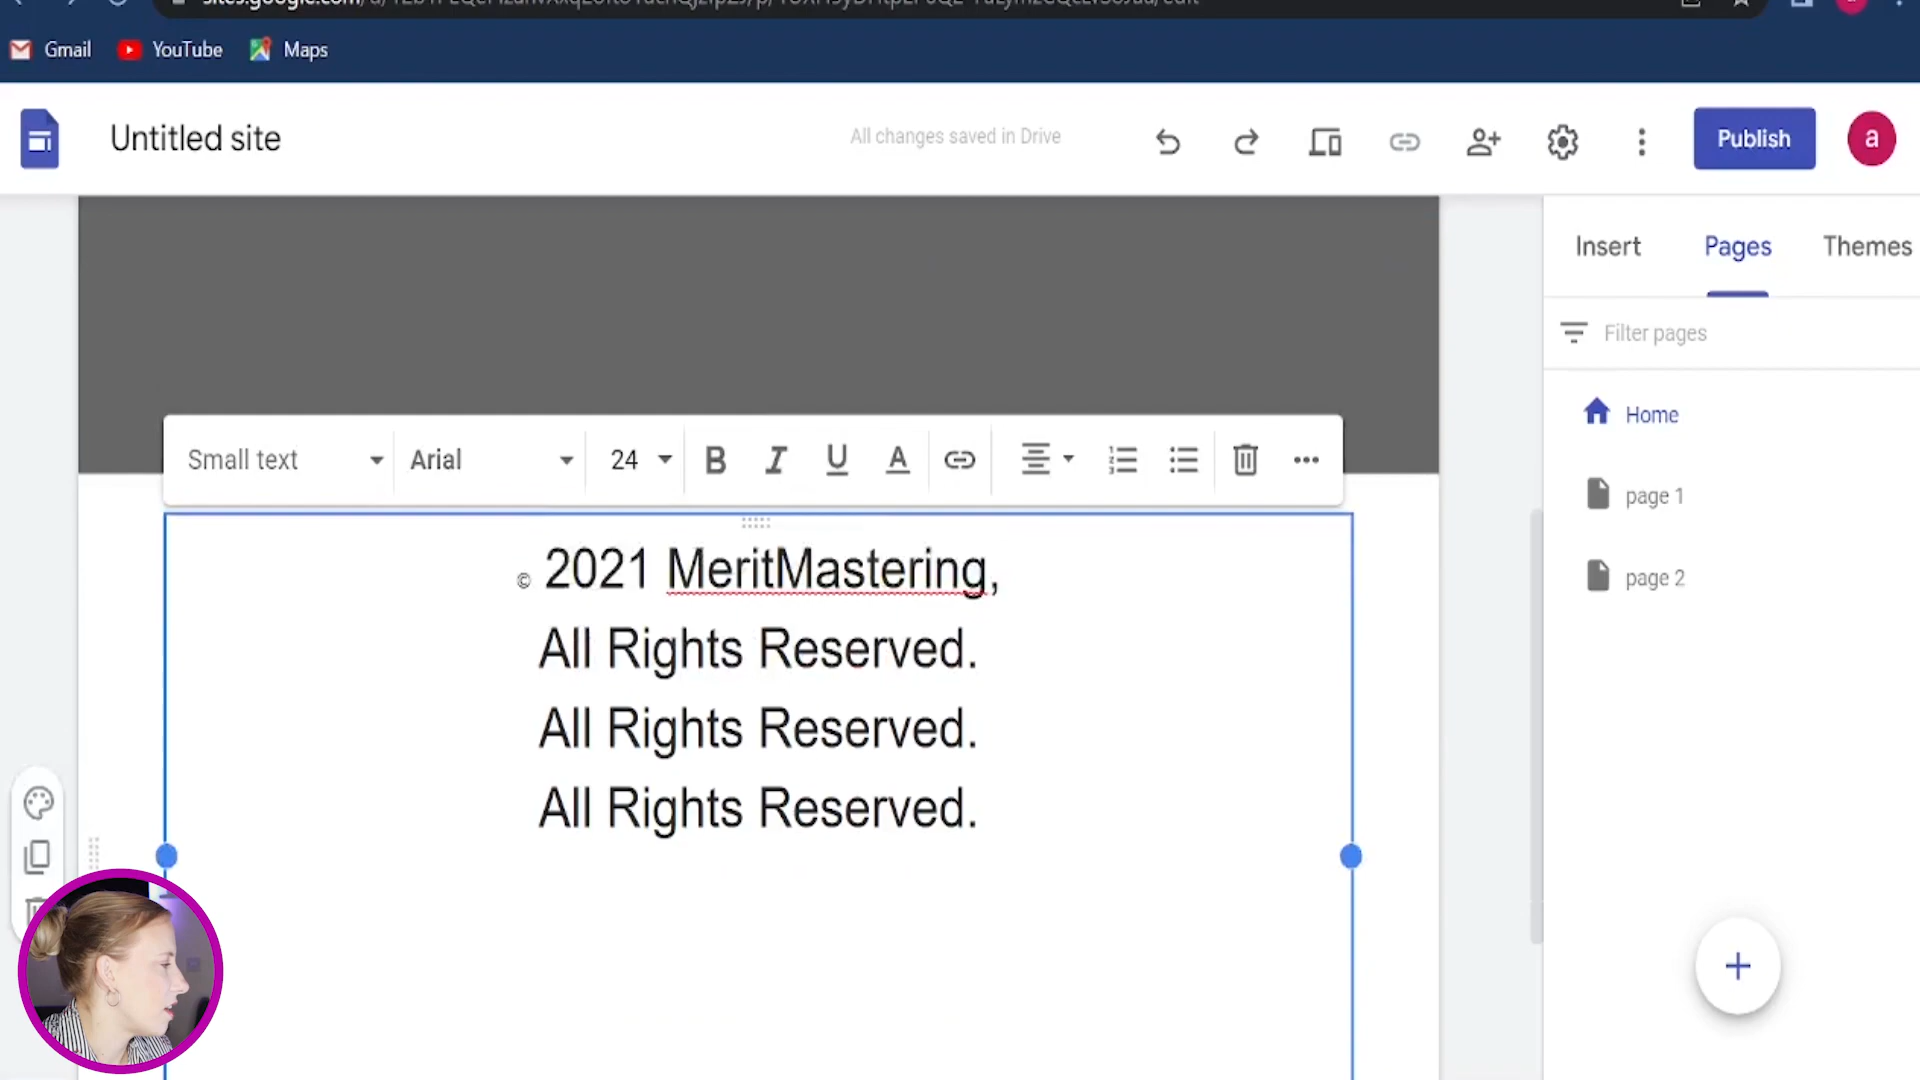 Gmail YouTube Maps
Untitled site
All changes saved in Drive
Publish
a
Insert Pages Themes
Filter pages
Home
page 1
page 2
Small text Arial 24 B I U A
© 2021 MeritMastering,
All Rights Reserved.
All Rights Reserved.
All Rights Reserved.